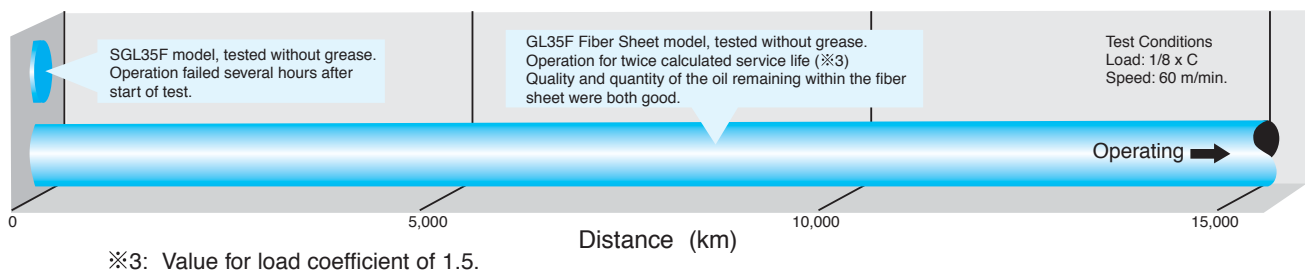 SGL35F model, tested without grease.
Operation failed several hours after
start of test.
GL35F Fiber Sheet model, tested without grease.
Operation for twice calculated service life (※3)
Quality and quantity of the oil remaining within the fiber
sheet were both good.
Test Conditions
Load: 1/8 x C
Speed: 60 m/min.
Operating
0
5,000
10,000
15,000
Distance (km)
※3: Value for load coefficient of 1.5.